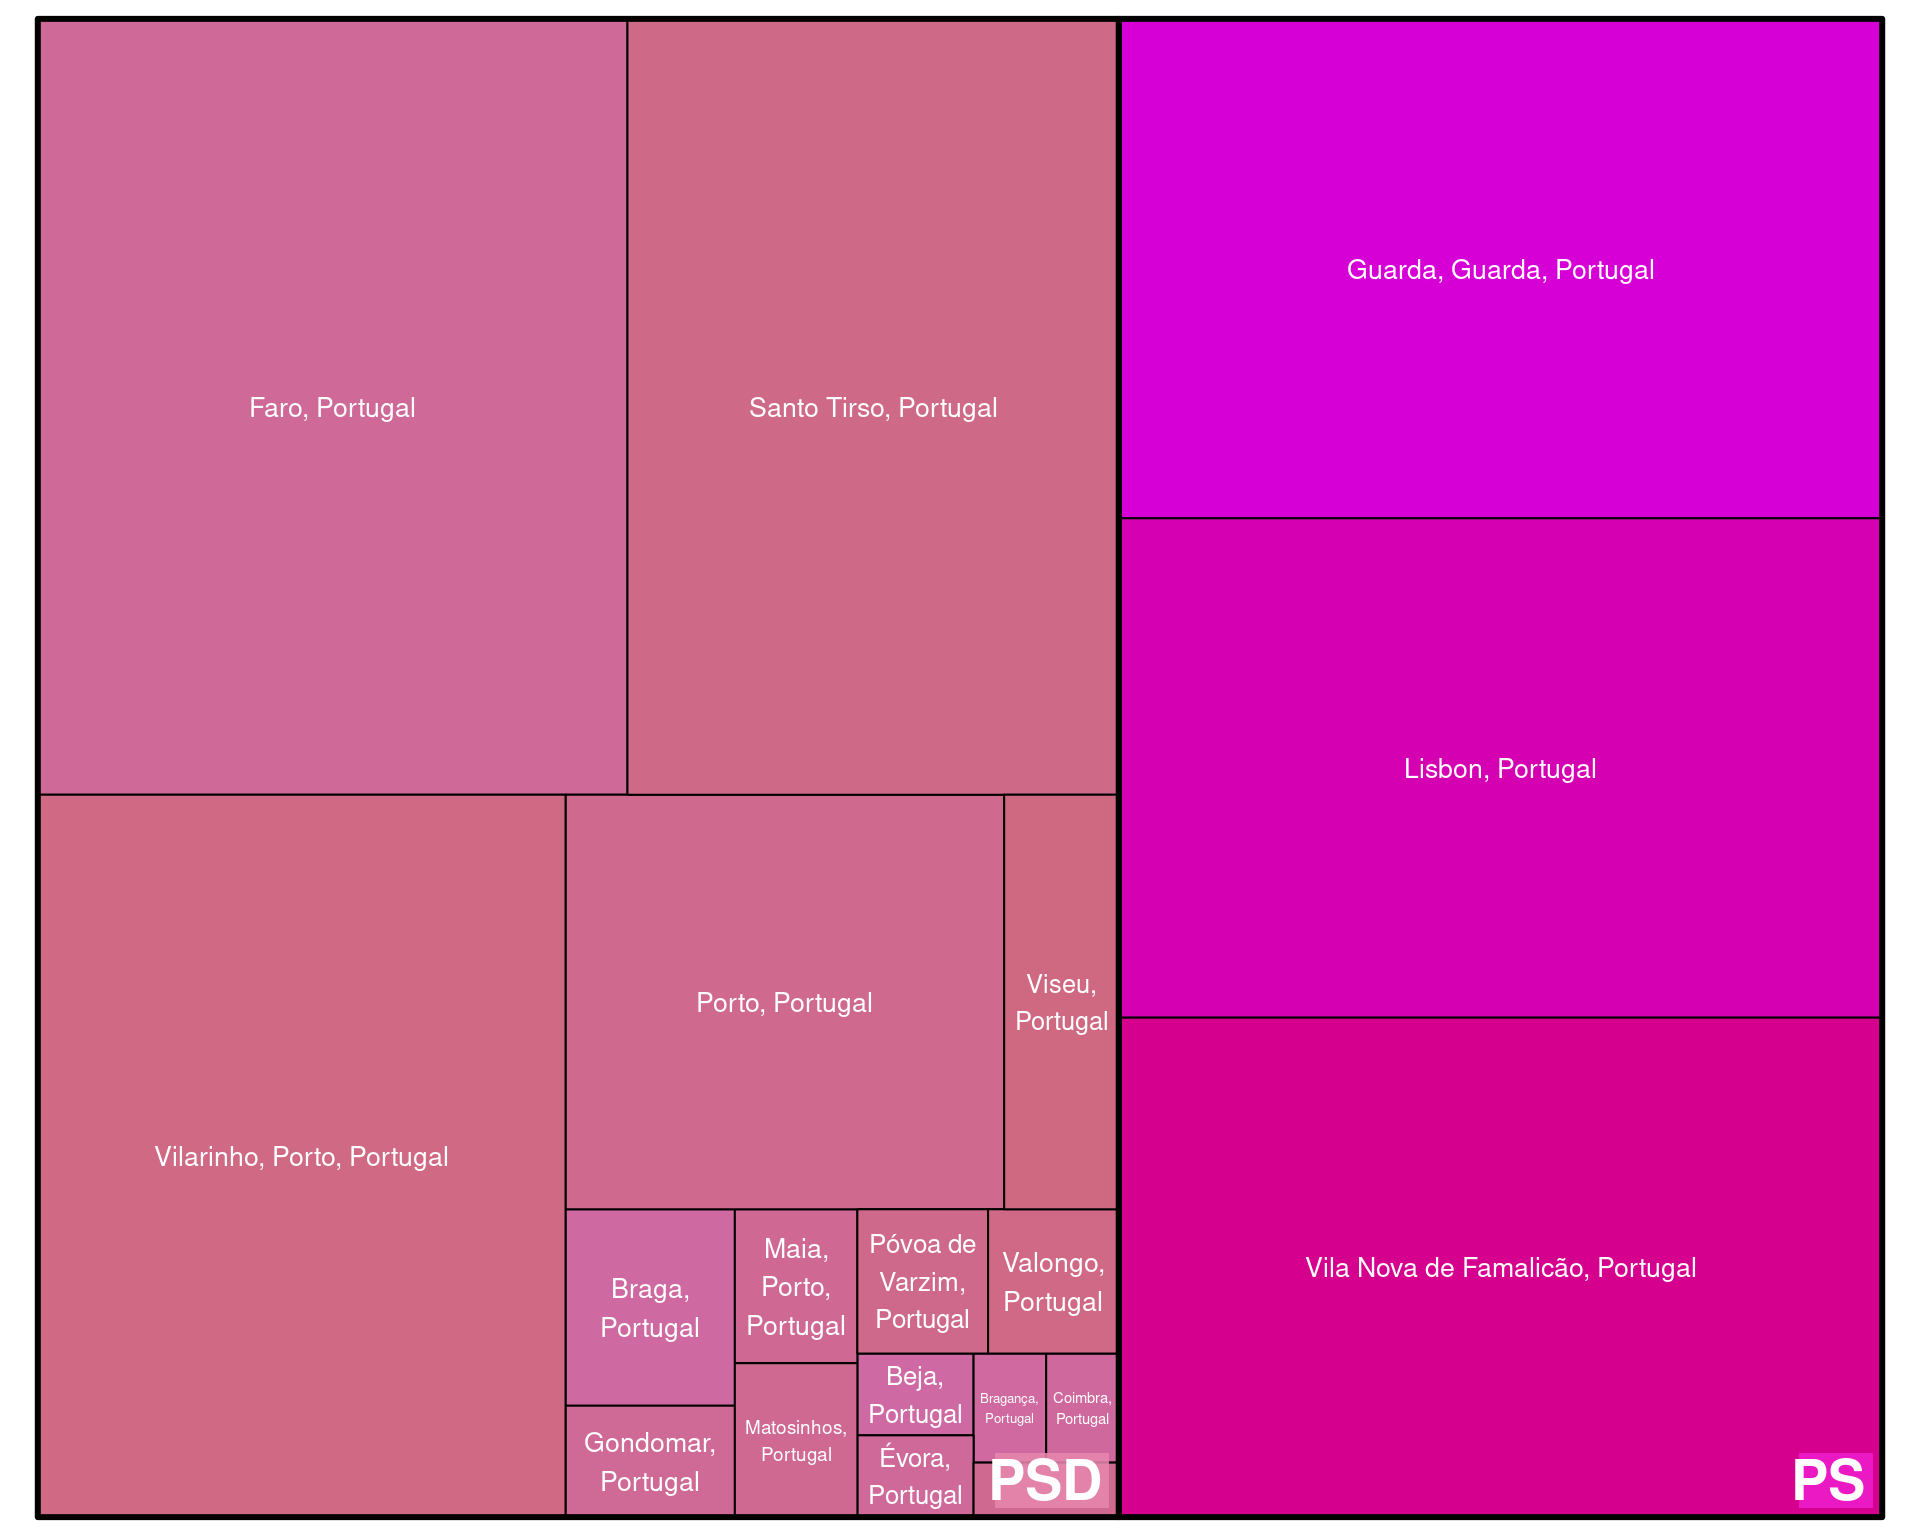 Faro, Portugal
Santo Tirso, Portugal
Guarda, Guarda, Portugal
Lisbon, Portugal
Vilarinho, Porto, Portugal
Porto, Portugal
Viseu,
Portugal
Vila Nova de Famalicão, Portugal
Braga,
Portugal
Maia,
Porto,
Portugal
Póvoa de
Varzim,
Portugal
Valongo,
Portugal
Gondomar,
Portugal
Matosinhos,
Portugal
Beja,
Portugal
Bragança,
Portugal
Coimbra,
Portugal
Évora,
Portugal
PSD
PS